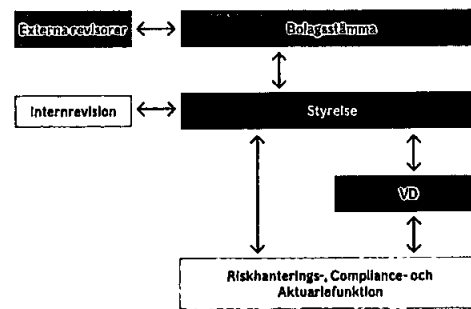 Externa revisorer
Bolagsstämma
Internrevision
Styrelse
VD
Riskhanterings-, Compliance- och
Aktuariefunktion